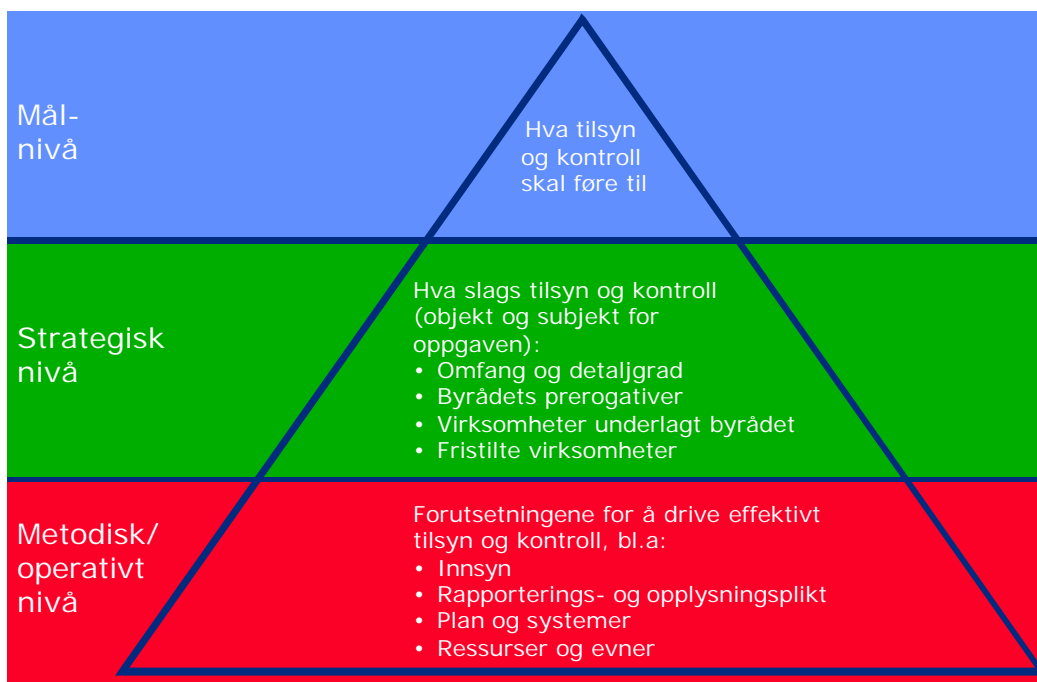 Mål-
nivå
Hva tilsyn
og kontroll
skal føre til
Strategisk
nivå
Hva slags tilsyn og kontroll
(objekt og subjekt for
oppgaven):
• Omfang og detaljgrad
• Byrådets prerogativer
• Virksomheter underlagt byrådet
• Fristilte virksomheter
Metodisk/
operativt
nivå
Forutsetningene for å drive effektivt
tilsyn og kontroll, bl.a:
• Innsyn
• Rapporterings- og opplysningsplikt
• Plan og systemer
• Ressurser og evner